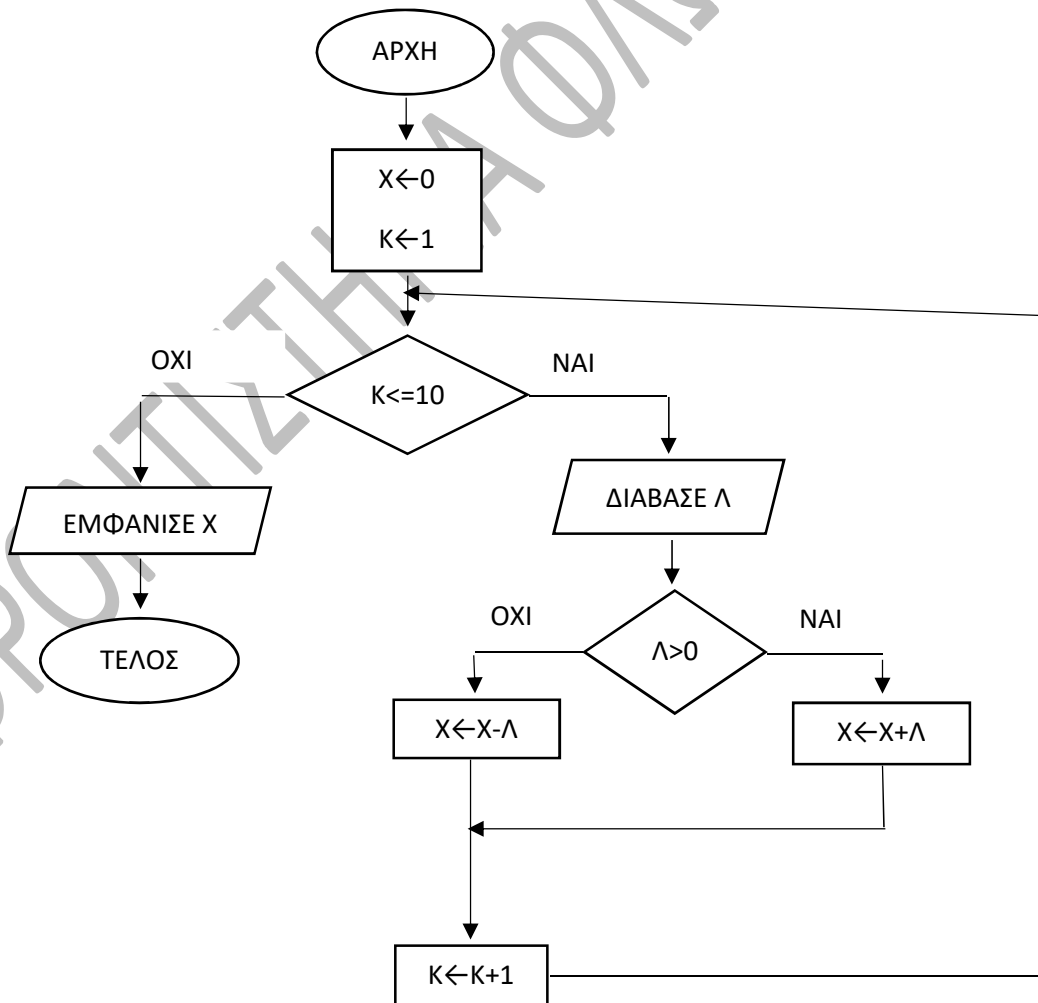 ΑΡΧΗ
Χ←0
Κ←1
ΟΧΙ
ΝΑΙ
Κ<=10
ΕΜΦΑΝΙΣΕ Χ
ΔΙΑΒΑΣΕ Λ
ΤΕΛΟΣ
ΟΧΙ
ΝΑΙ
Λ>0
Χ←Χ-Λ
Χ←Χ+Λ
Κ←Κ+1